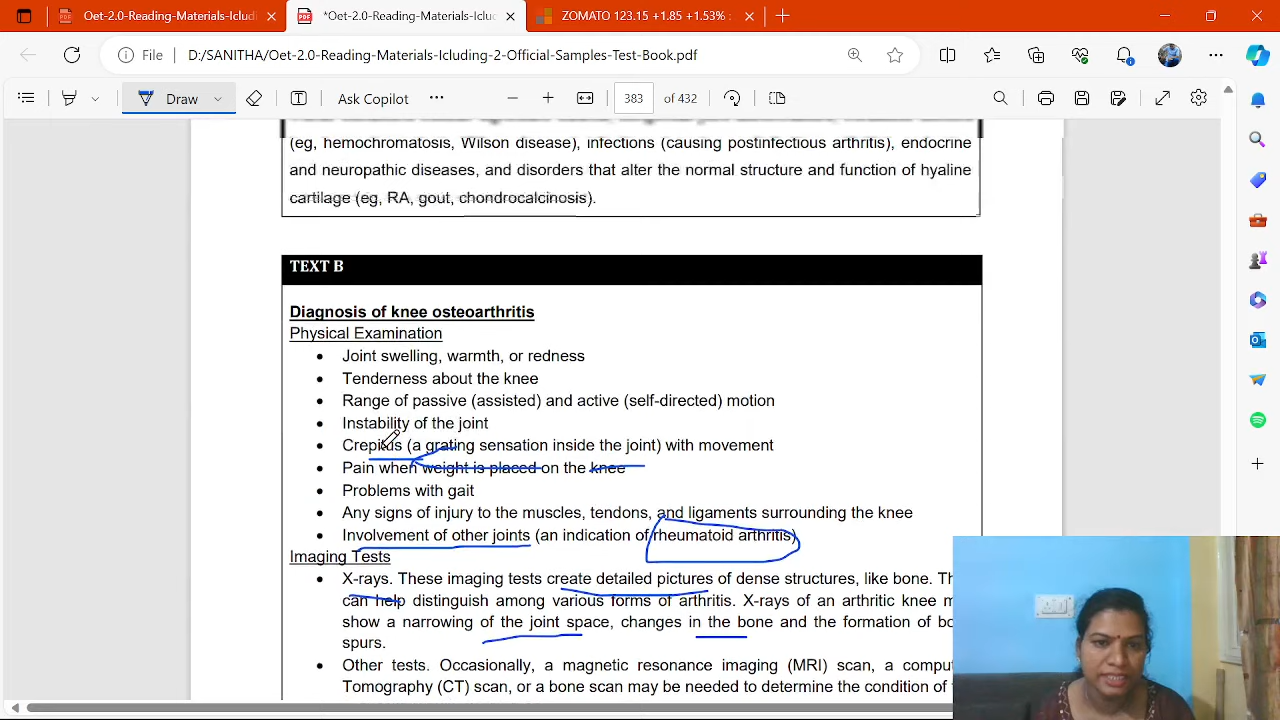 Oet-2.0-Reading-Materials-Icludi
*Oet-2.0-Reading-Materials-Icluc
ZOMATO 123.15 +1.85 +1.53%
File
D:/SANITHA/Oet-2.0-Reading-Materials-Icluding-2-Official-Samples-Test-Book.pdf
Draw
Ask Copilot
383 of 432
(eg, hemochromatosis, Wilson disease), infections (causing postinfectious arthritis), endocrine
and neuropathic diseases, and disorders that alter the normal structure and function of hyaline
cartilage (eg, RA, gout, chondrocalcinosis).
TEXT B
Diagnosis of knee osteoarthritis
Physical Examination
• Joint swelling, warmth, or redness
• Tenderness about the knee
• Range of passive (assisted) and active (self-directed) motion
• Instability of the joint
• Crepitus (a grating sensation inside the joint) with movement
• Pain when weight is placed on the knee
• Problems with gait
• Any signs of injury to the muscles, tendons, and ligaments surrounding the knee
• Involvement of other joints (an indication of rheumatoid arthritis)
Imaging Tests
• X-rays. These imaging tests create detailed pictures of dense structures, like bone. Th
can help distinguish among various forms of arthritis. X-rays of an arthritic knee m
show a narrowing of the joint space, changes in the bone and the formation of bo
spurs.
• Other tests. Occasionally, a magnetic resonance imaging (MRI) scan, a comput
Tomography (CT) scan, or a bone scan may be needed to determine the condition of